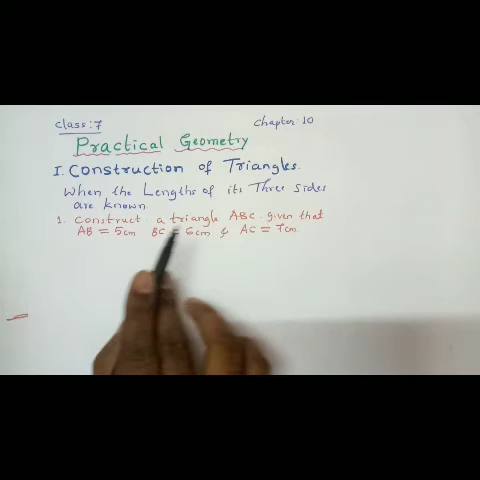 Class:7
Chapter:10
Practical Geometry
I. Construction of Triangles.
When the Lengths of its Three Sides
are known.
1. Construct a triangle ABC. given that
AB = 5cm BC = 6cm & AC = 7cm.